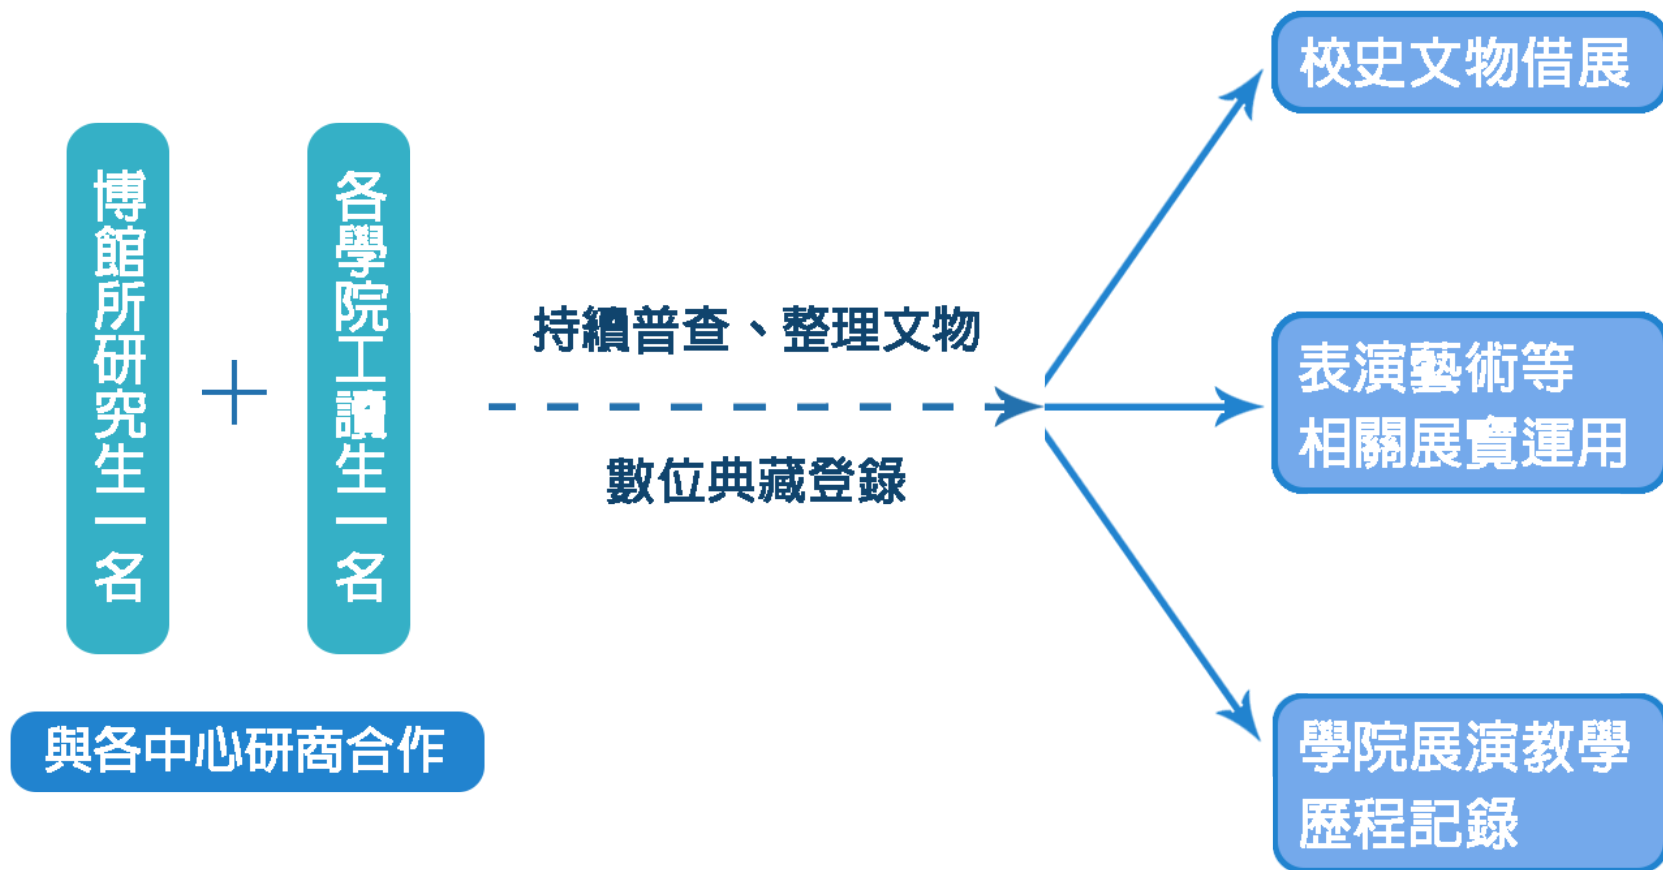 博館所研究生一名
各學院工讀生一名
與各中心研商合作
持續普查、整理文物
數位典藏登錄
校史文物借展
表演藝術等
相關展覽運用
學院展演教學
歷程記錄